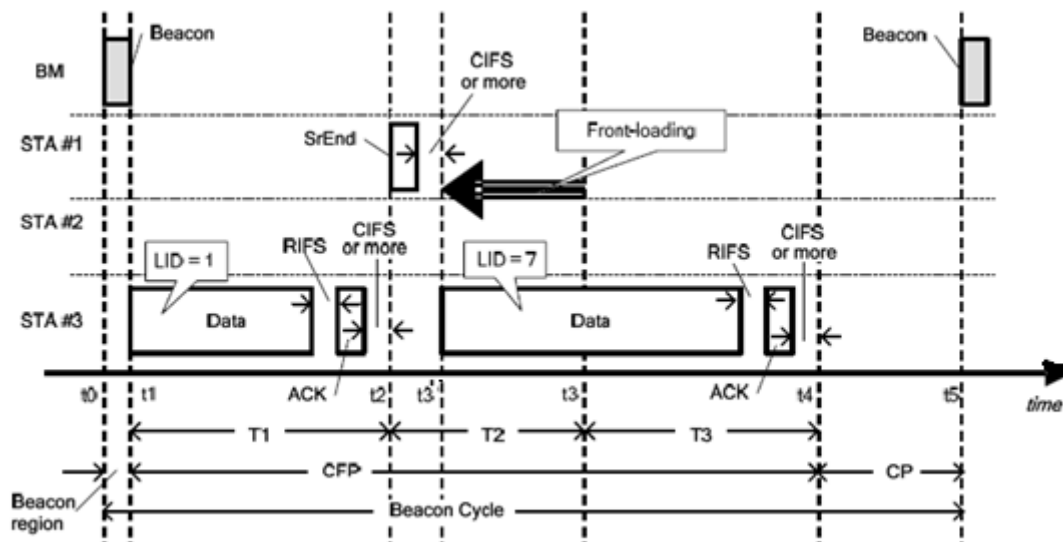 Beacon
Beacon
BM
CIFS
or more
STA #1
SrEnd
Front-loading
STA #2
CIFS
or more
CIFS
or more
RIFS
RIFS
LID = 1
LID = 7
STA #3
Data
Data
t0
t1
ACK
t2
t3'
t3
ACK
t4
t5
time
T1
T2
T3
CFP
CP
Beacon
region
Beacon Cycle